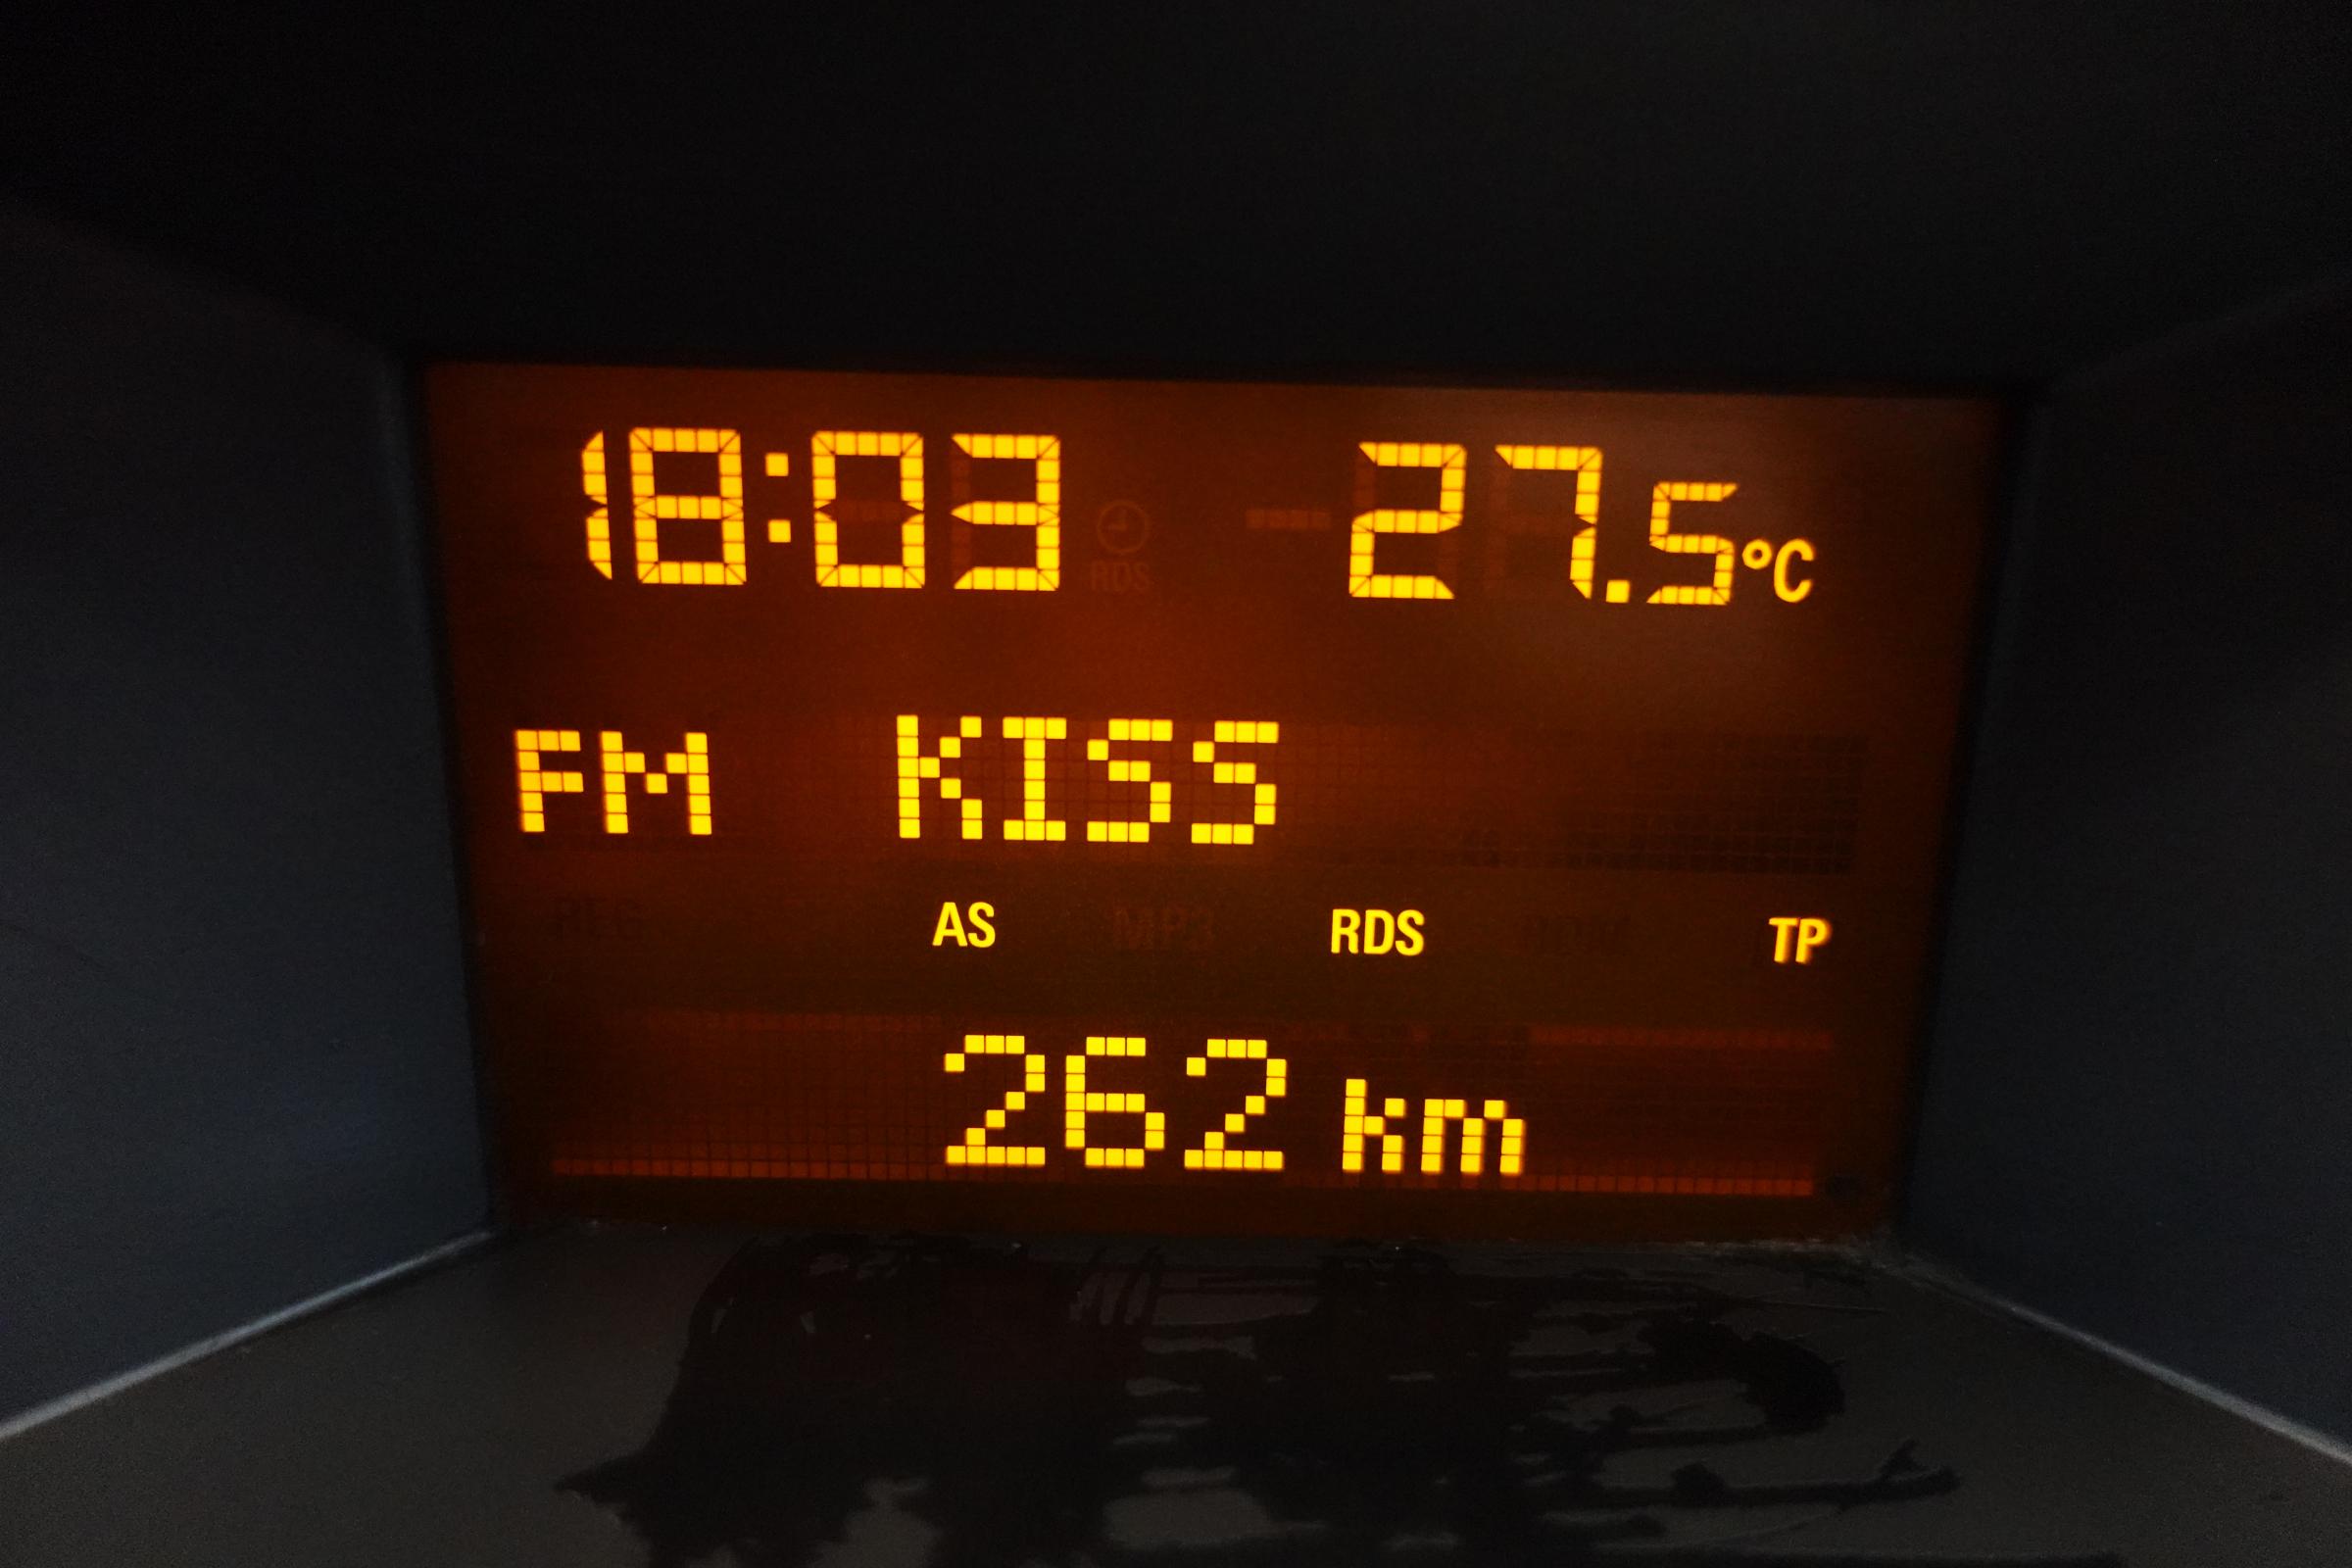 18:03 27.5°C
FM KISS
AS RDS TP
262 km